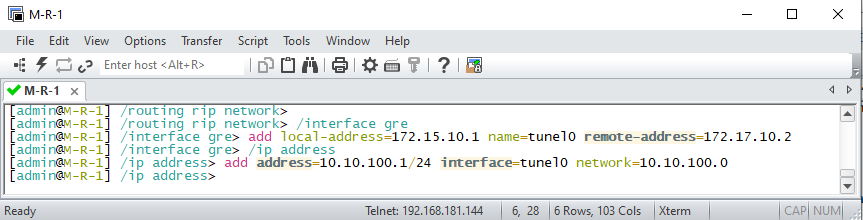 M-R-1
File Edit View Options Transfer Script Tools Window Help
Enter host <Alt+R>
M-R-1
[admin@M-R-1] /routing rip network>
[admin@M-R-1] /routing rip network> /interface gre
[admin@M-R-1] /interface gre> add local-address=172.15.10.1 name=tunel0 remote-address=172.17.10.2
[admin@M-R-1] /interface gre> /ip address
[admin@M-R-1] /ip address> add address=10.10.100.1/24 interface=tunel0 network=10.10.100.0
[admin@M-R-1] /ip address>
Ready Telnet: 192.168.181.144 6, 28 6 Rows, 103 Cols Xterm CAP NUM